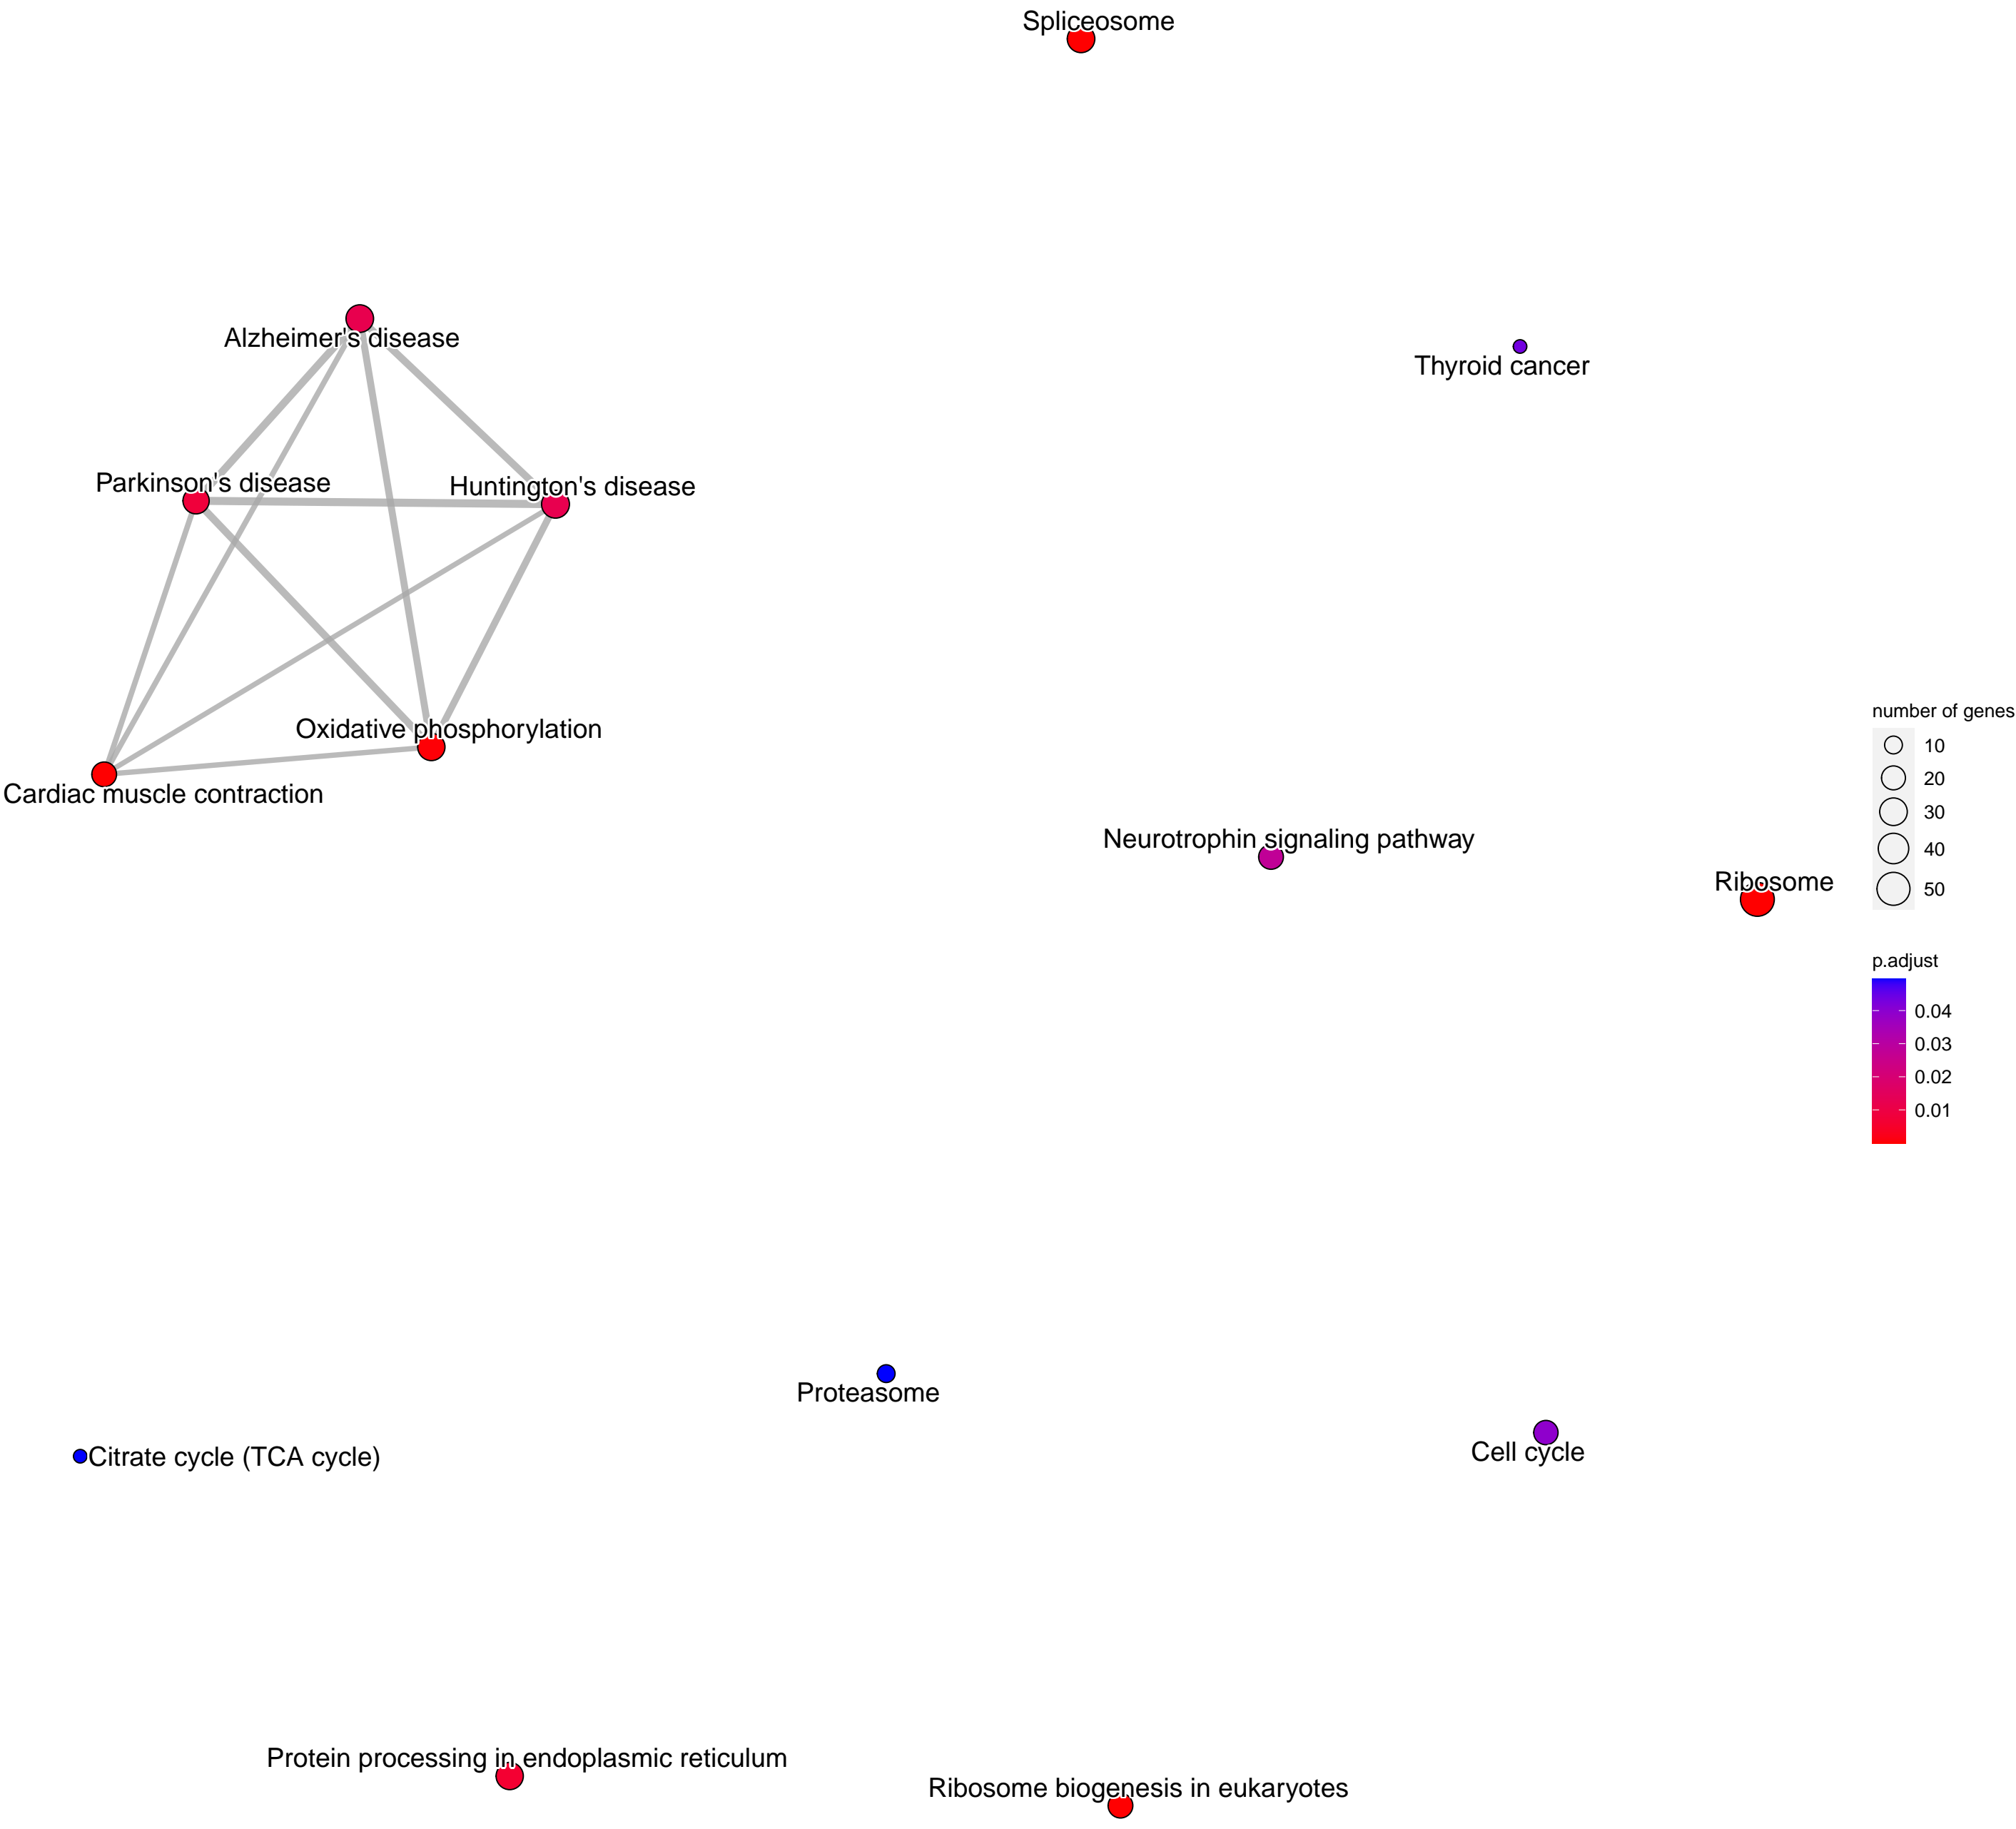 Spliceosome
Alzheimer's disease
Thyroid cancer
Parkinson's disease
Huntington's disease
Oxidative phosphorylation
Cardiac muscle contraction
Neurotrophin signaling pathway
Ribosome
number of genes
10
20
30
40
50
p.adjust
0.04
0.03
0.02
0.01
Proteasome
Citrate cycle (TCA cycle)
Cell cycle
Protein processing in endoplasmic reticulum
Ribosome biogenesis in eukaryotes